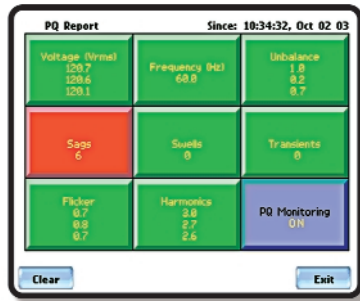 PQ Report Since: 10:34:32, Oct 02 03
Voltage (Vrms)
120.7
120.6
120.1
Frequency (Hz)
60.0
Unbalance
1.0
0.2
0.7
Sags
6
Swells
0
Transients
0
Flicker
0.7
0.8
0.7
Harmonics
3.0
2.7
2.6
PQ Monitoring
ON
Clear
Exit